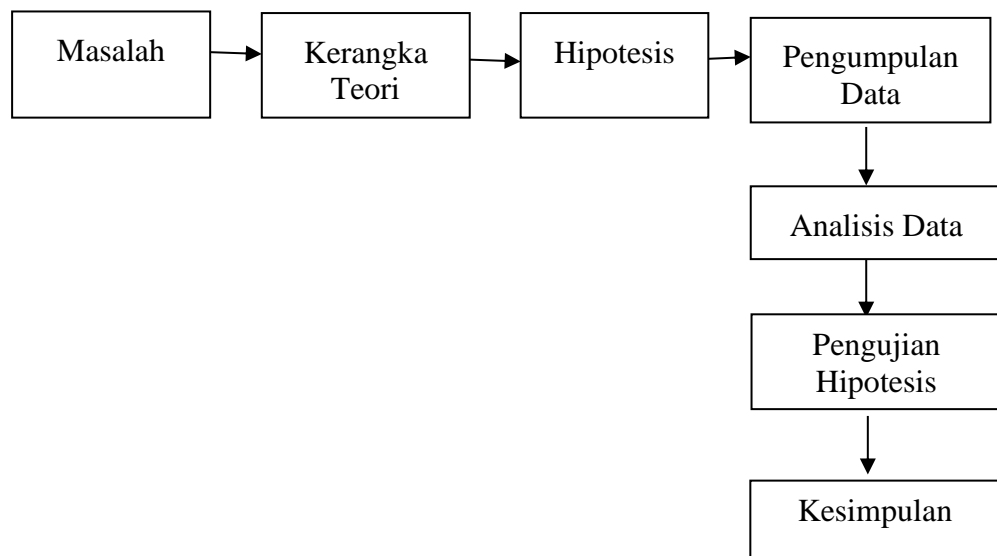 Masalah
Kerangka
Teori
Hipotesis
Pengumpulan
Data
Analisis Data
Pengujian
Hipotesis
Kesimpulan